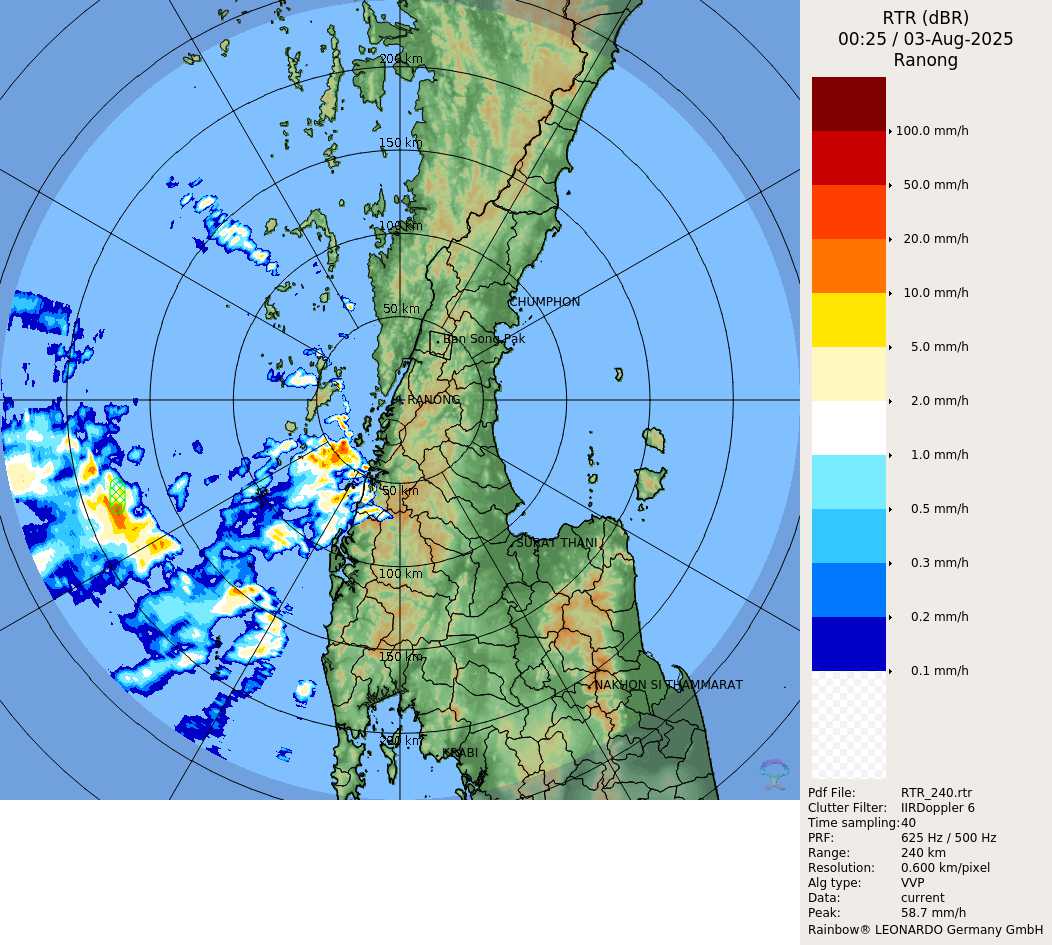 RTR (dBR)
00:25 / 03-Aug-2025
Ranong
200 km
150 km
100 km
50 km
CHUMPHON
Ban Song Pak
RANONG
50 km
SURAT THANI
100 km
150 km
NAKHON SI THAMMARAT
200 km
KRABI
100.0 mm/h
50.0 mm/h
20.0 mm/h
10.0 mm/h
5.0 mm/h
2.0 mm/h
1.0 mm/h
0.5 mm/h
0.3 mm/h
0.2 mm/h
0.1 mm/h
Pdf File: RTR_240.rtr
Clutter Filter: IIRDoppler 6
Time sampling:40
PRF: 625 Hz / 500 Hz
Range: 240 km
Resolution: 0.600 km/pixel
Alg type: VVP
Data: current
Peak: 58.7 mm/h
Rainbow® LEONARDO Germany GmbH